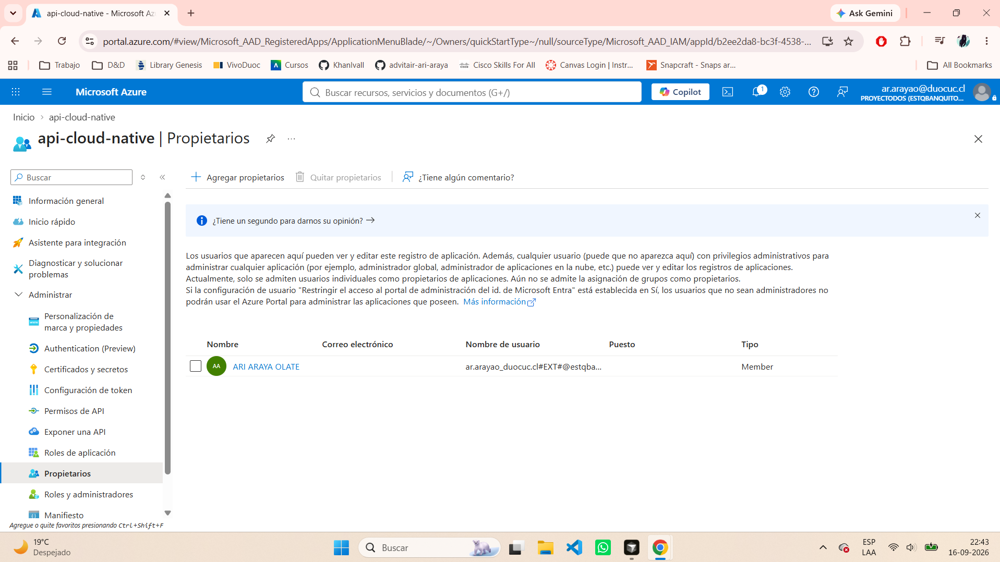 api-cloud-native - Microsoft Az
Ask Gemini
portal.azure.com/#view/Microsoft_AAD_RegisteredApps/ApplicationMenuBlade/~/Owners/quickStartType~/null/sourceType/Microsoft_AAD_IAM/appId/b2ee2da8-bc3f-4538-...
Trabajo
D&D
Library Genesis
VivoDuoc
Cursos
KhanIvall
advitair-ari-araya
Cisco Skills For All
Canvas Login | Instr...
Snapcraft - Snaps ar...
All Bookmarks
Microsoft Azure
Buscar recursos, servicios y documentos (G+/)
Copilot
1
ar.arayao@duocuc.cl
PROYECTODOS (ESTQBANQUITO...
Inicio > api-cloud-native
api-cloud-native | Propietarios
Buscar
Información general
Inicio rápido
Asistente para integración
Diagnosticar y solucionar
problemas
Administrar
Personalización de
marca y propiedades
Authentication (Preview)
Certificados y secretos
Configuración de token
Permisos de API
Exponer una API
Roles de aplicación
Propietarios
Roles y administradores
Manifiesto
Agregue o quite favoritos presionando Ctrl+Shift+F
Agregar propietarios
Quitar propietarios
¿Tiene algún comentario?
¿Tiene un segundo para darnos su opinión?
Los usuarios que aparecen aquí pueden ver y editar este registro de aplicación. Además, cualquier usuario (puede que no aparezca aquí) con privilegios administrativos para
administrar cualquier aplicación (por ejemplo, administrador global, administrador de aplicaciones en la nube, etc.) puede ver y editar los registros de aplicaciones.
Actualmente, solo se admiten usuarios individuales como propietarios de aplicaciones. Aún no se admite la asignación de grupos como propietarios.
Si la configuración de usuario "Restringir el acceso al portal de administración del id. de Microsoft Entra" está establecida en Sí, los usuarios que no sean administradores no
podrán usar el Azure Portal para administrar las aplicaciones que poseen. Más información
Nombre
Correo electrónico
Nombre de usuario
Puesto
Tipo
AA
ARI ARAYA OLATE
ar.arayao_duocuc.cl#EXT#@estqba...
Member
19°C
Despejado
Buscar
ESP
LAA
22:43
16-09-2026